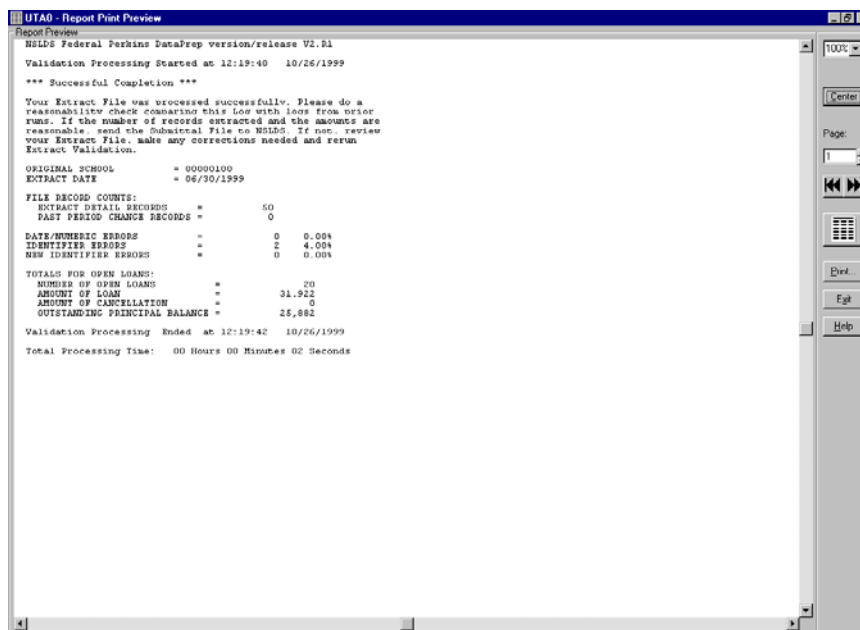 UTA0 - Report Print Preview
Report Preview
NSLDS Federal Perkins DataPrep version/release V2.R1
Validation Processing Started at 12:19:40 10/26/1999
*** Successful Completion ***
Your Extract File was processed successfully. Please do a
reasonability check comparing this Log with logs from prior
runs. If the number of records extracted and the amounts are
reasonable, send the Submittal File to NSLDS. If not, review
your Extract File, make any corrections needed and rerun
Extract Validation.
ORIGINAL SCHOOL = 00000100
EXTRACT DATE = 06/30/1999
FILE RECORD COUNTS:
EXTRACT DETAIL RECORDS = 50
PAST PERIOD CHANGE RECORDS = 0
DATE/NUMERIC ERRORS = 0 0.00%
IDENTIFIER ERRORS = 2 4.00%
NEW IDENTIFIER ERRORS = 0 0.00%
TOTALS FOR OPEN LOANS:
NUMBER OF OPEN LOANS = 20
AMOUNT OF LOAN = 31,922
AMOUNT OF CANCELLATION = 0
OUTSTANDING PRINCIPAL BALANCE = 25,882
Validation Processing Ended at 12:19:42 10/26/1999
Total Processing Time: 00 Hours 00 Minutes 02 Seconds
100%
Center
Page:
1
Print...
Exit
Help